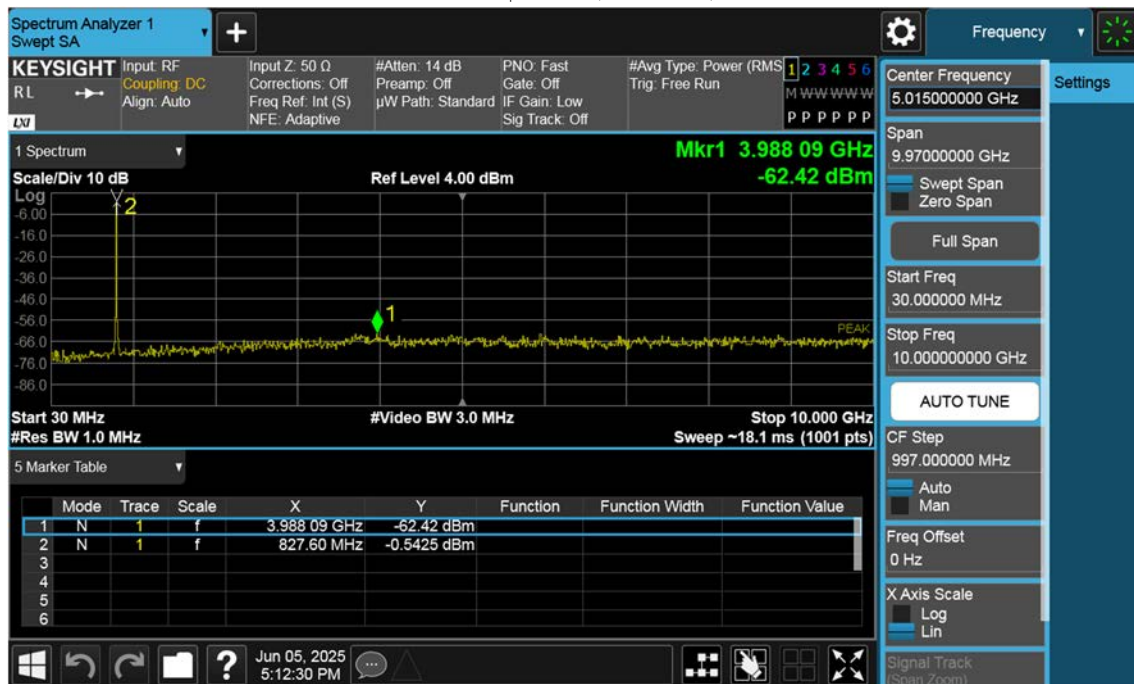 Spectrum Analyzer 1
Swept SA
+
Frequency
KEYSIGHT
RL
LXI
Input: RF
Coupling: DC
Align: Auto
Input Z: 50 Ω
Corrections: Off
Freq Ref: Int (S)
NFE: Adaptive
#Atten: 14 dB
Preamp: Off
µW Path: Standard
PNO: Fast
Gate: Off
IF Gain: Low
Sig Track: Off
#Avg Type: Power (RMS
Trig: Free Run
1 2 3 4 5 6
M W W W W W
P P P P P P
1 Spectrum
Mkr1 3.988 09 GHz
Scale/Div 10 dB
Ref Level 4.00 dBm
-62.42 dBm
Log
-6.00
-16.0
-26.0
-36.0
-46.0
-56.0
-66.0
-76.0
-86.0
2
1
PEAK
Start 30 MHz
#Video BW 3.0 MHz
Stop 10.000 GHz
#Res BW 1.0 MHz
Sweep ~18.1 ms (1001 pts)
5 Marker Table
Mode Trace Scale X Y Function Function Width Function Value
1 N 1 f 3.988 09 GHz -62.42 dBm
2 N 1 f 827.60 MHz -0.5425 dBm
3
4
5
6
?
Jun 05, 2025
5:12:30 PM
Center Frequency
5.015000000 GHz
Span
9.97000000 GHz
Swept Span
Zero Span
Full Span
Start Freq
30.000000 MHz
Stop Freq
10.000000000 GHz
AUTO TUNE
CF Step
997.000000 MHz
Auto
Man
Freq Offset
0 Hz
X Axis Scale
Log
Lin
Signal Track
(Span Zoom)
Settings